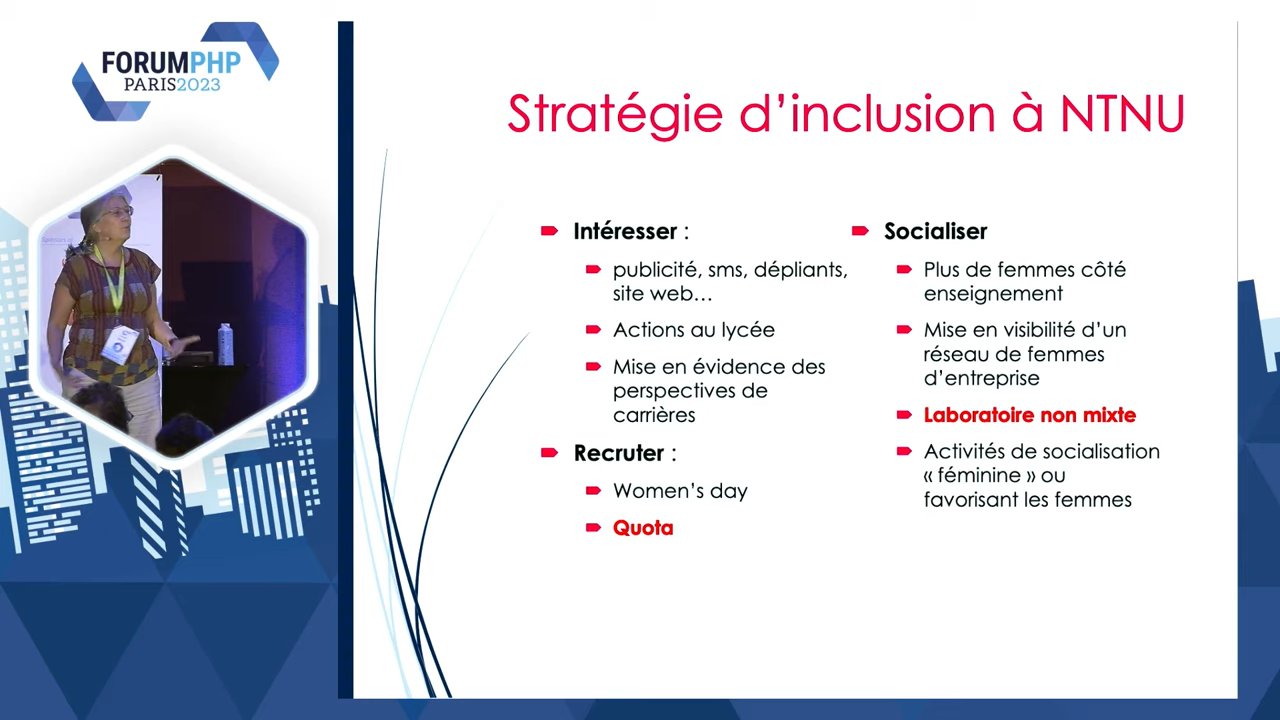 FORUMPHP
PARIS2023
Stratégie d’inclusion à NTNU
Intéresser :
publicité, sms, dépliants,
site web…
Actions au lycée
Mise en évidence des
perspectives de
carrières
Recruter :
Women’s day
Quota
Socialiser
Plus de femmes côté
enseignement
Mise en visibilité d’un
réseau de femmes
d’entreprise
Laboratoire non mixte
Activités de socialisation
« féminine » ou
favorisant les femmes